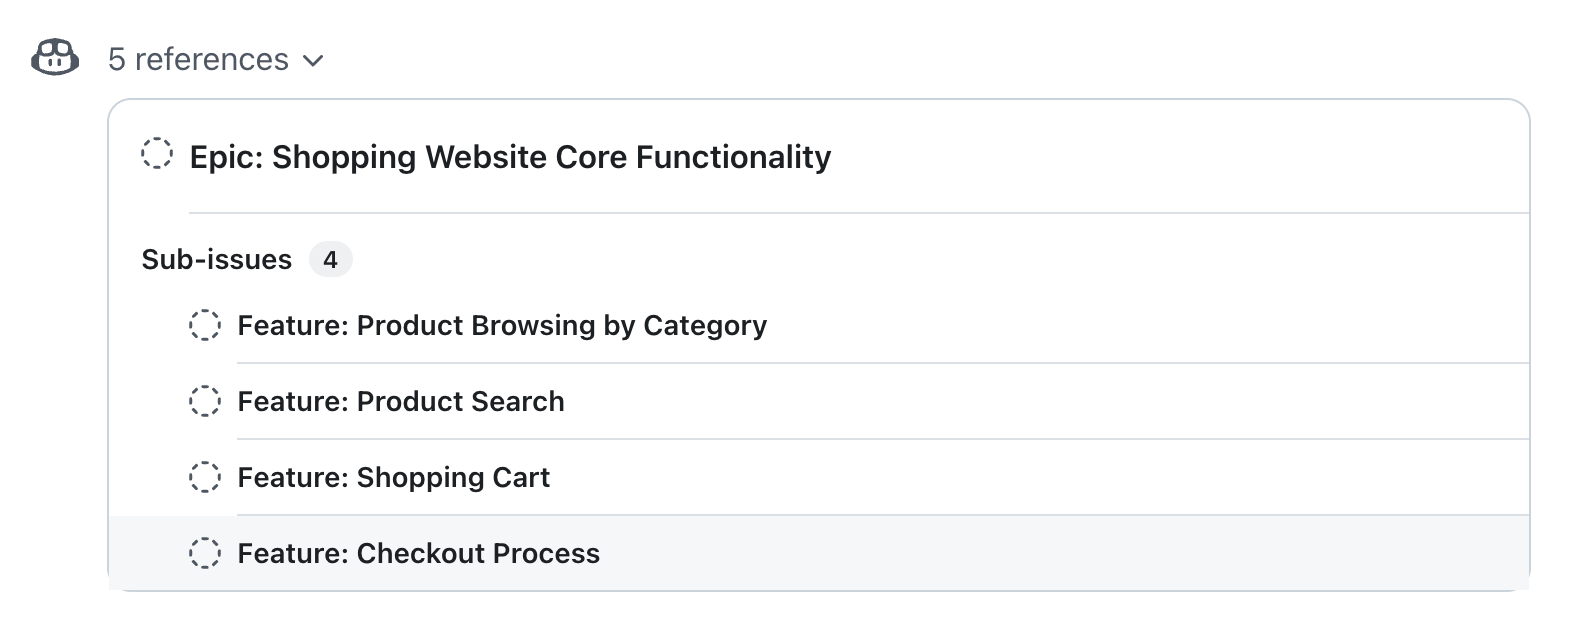 5 references
Epic: Shopping Website Core Functionality
Sub-issues 4
Feature: Product Browsing by Category
Feature: Product Search
Feature: Shopping Cart
Feature: Checkout Process